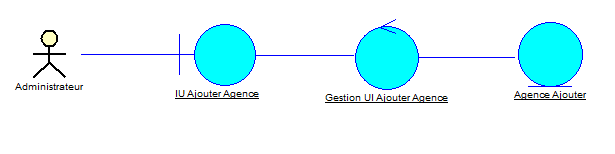 Administrateur
IU Ajouter Agence
Gestion UI Ajouter Agence
Agence Ajouter